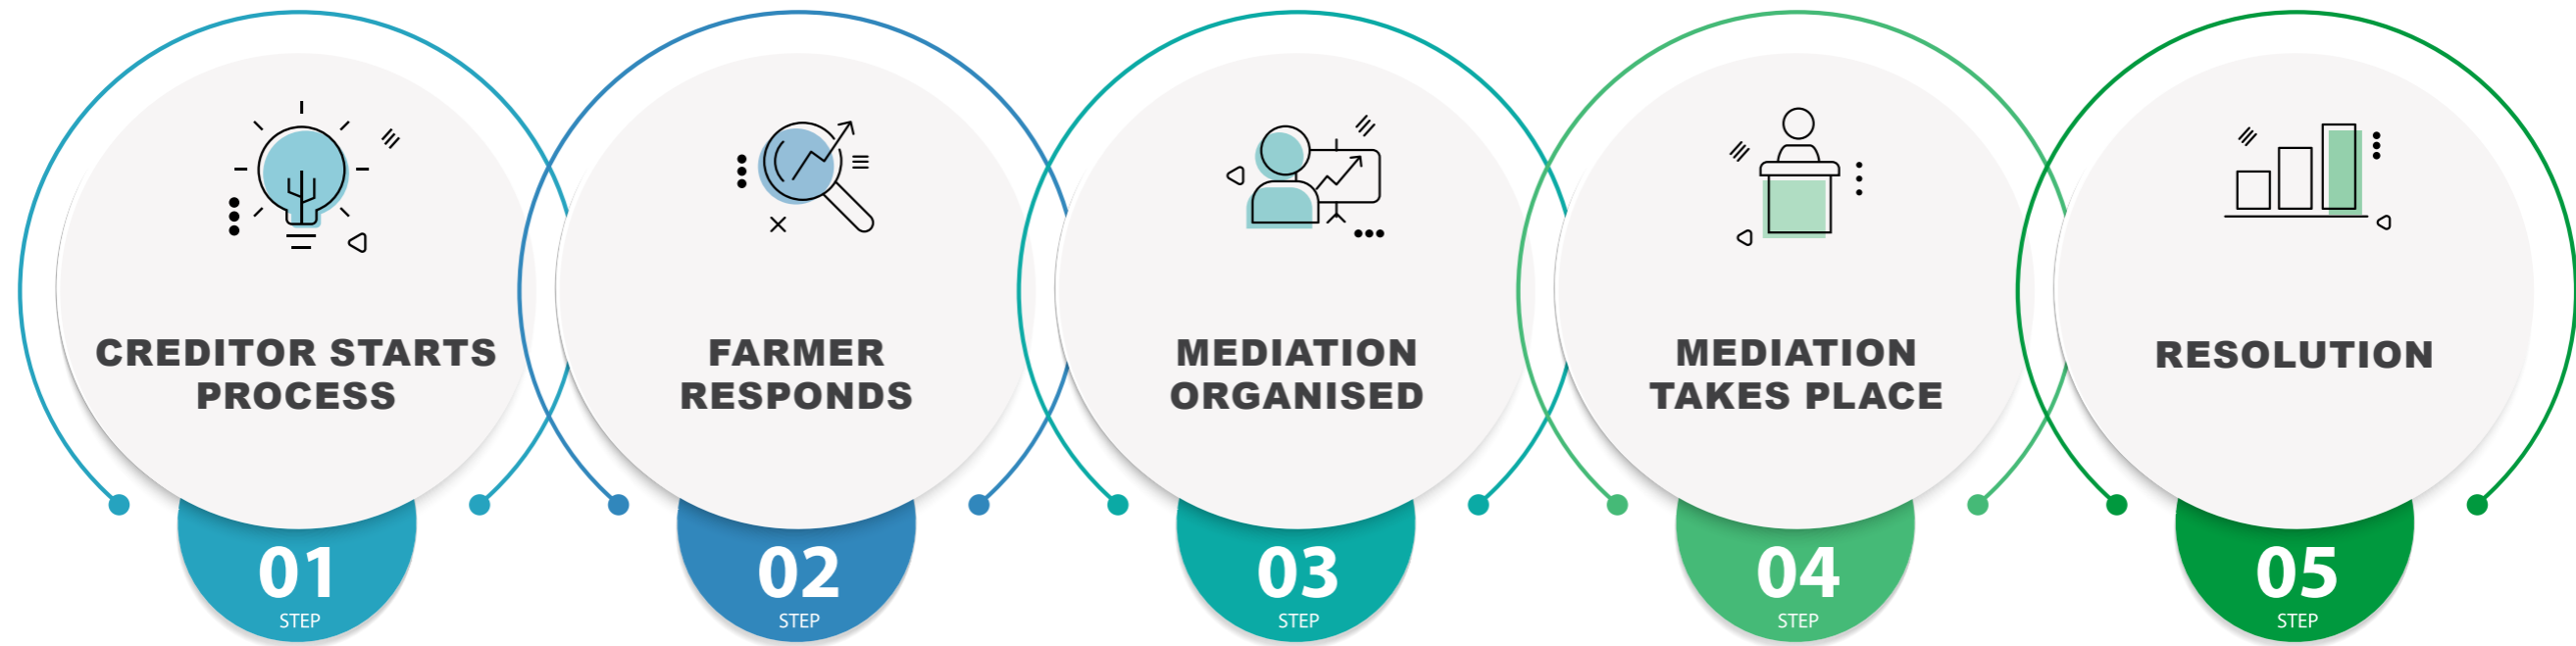 CREDITOR STARTS
PROCESS
01
STEP
FARMER
RESPONDS
02
STEP
MEDIATION
ORGANISED
03
STEP
MEDIATION
TAKES PLACE
04
STEP
RESOLUTION
05
STEP